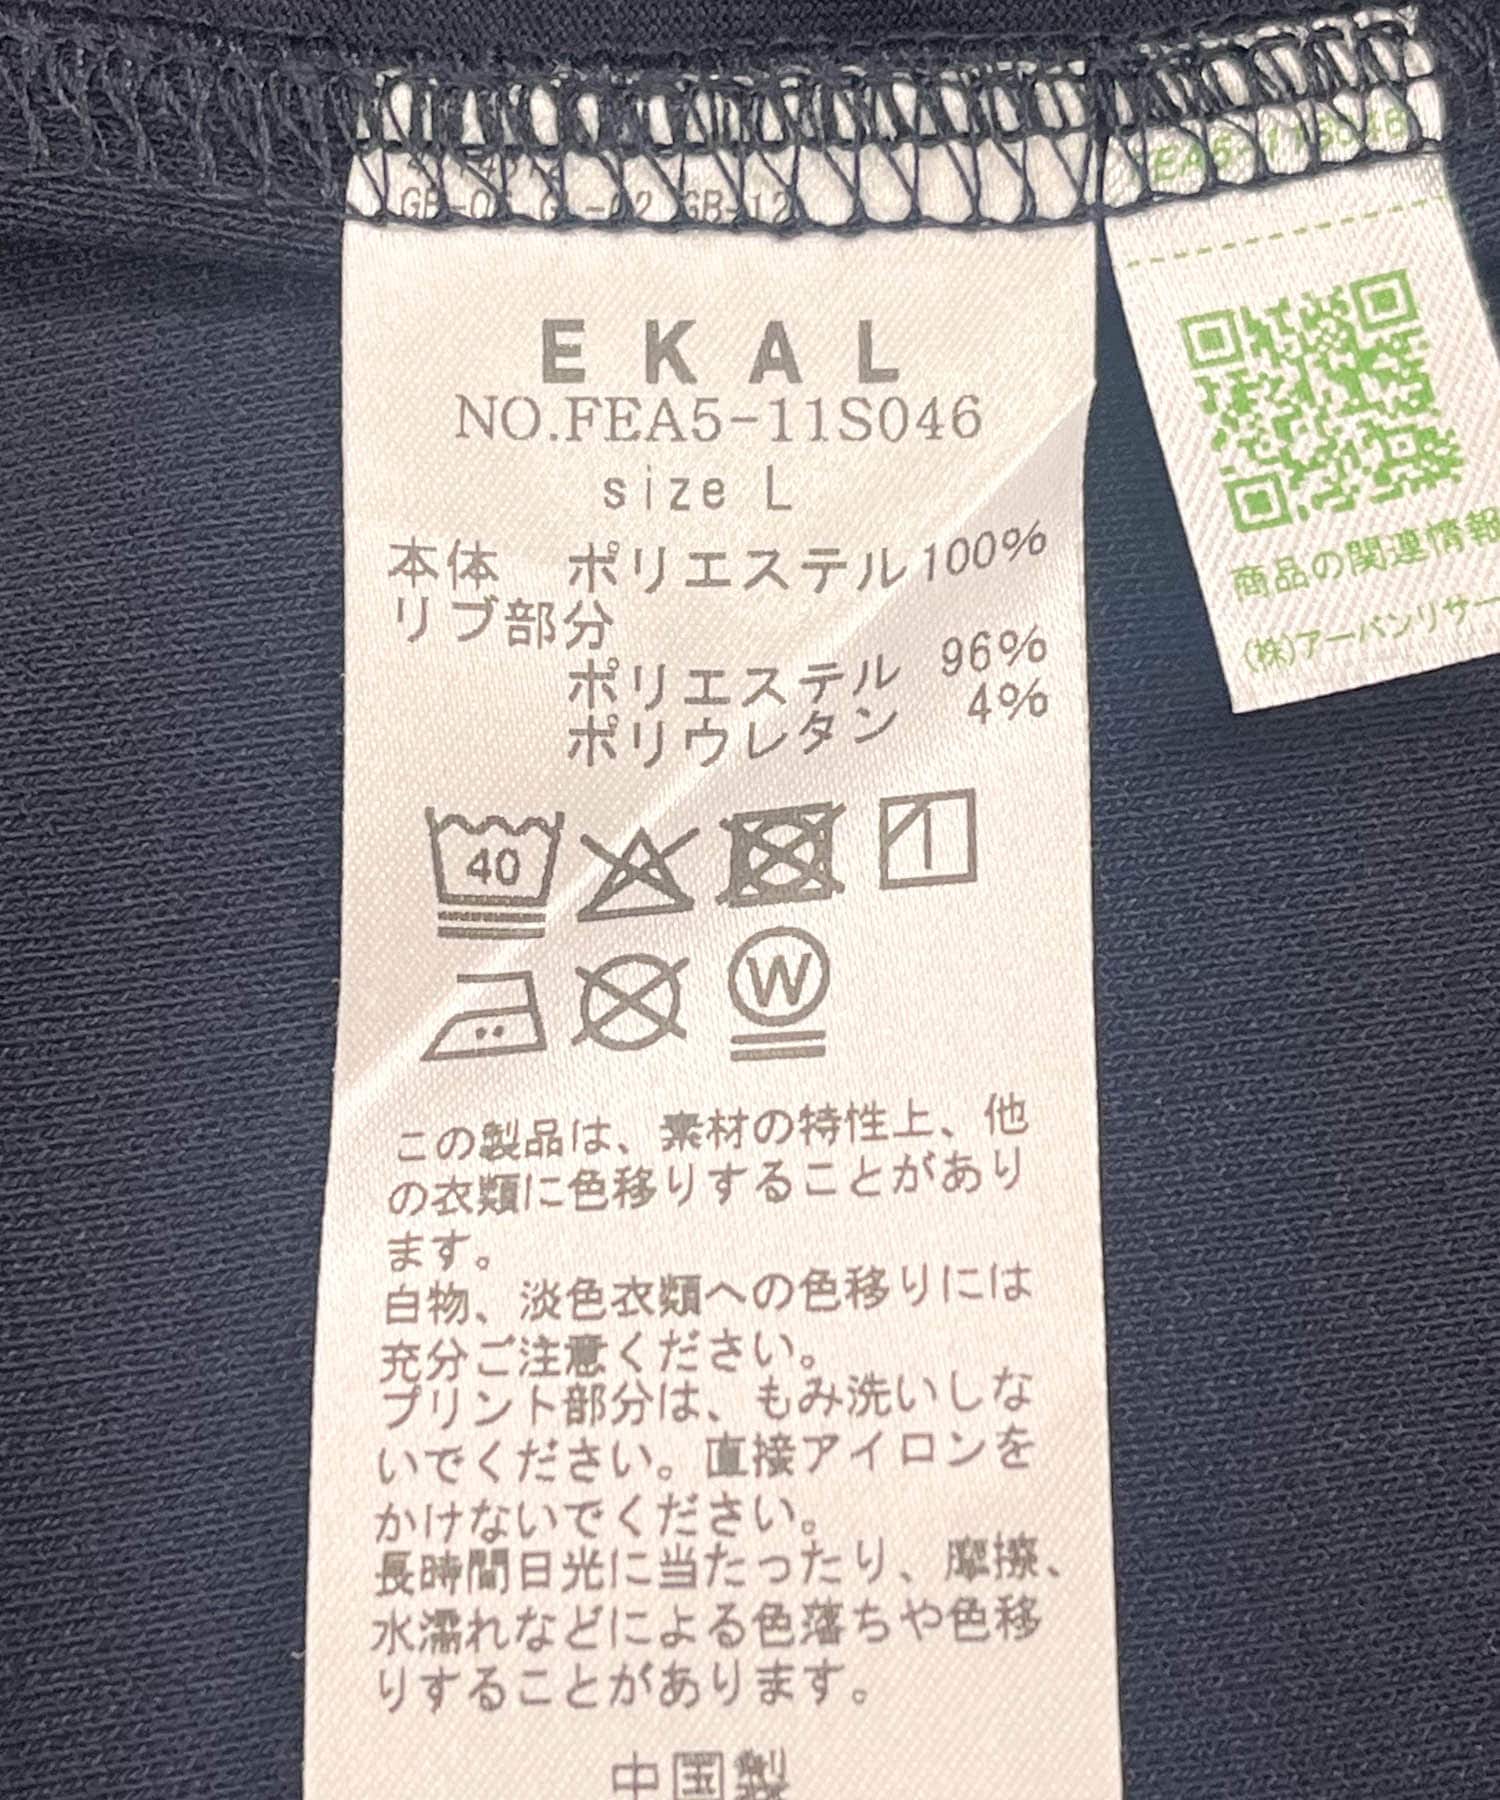 EKAL
NO.FEA5-11S046
size L
本体 ポリエステル100%
リブ部分
ポリエステル 96%
ポリウレタン 4%
40
W
この製品は、素材の特性上、他
の衣類に色移りすることがあり
ます。
白物、淡色衣類への色移りには
充分ご注意ください。
プリント部分は、もみ洗いしな
いでください。直接アイロンを
かけないでください。
長時間日光に当たったり、摩擦、
水濡れなどによる色落ちや色移
りすることがあります。
中国製
FEA5-11S046
商品の関連情報
(株)アーバンリサー